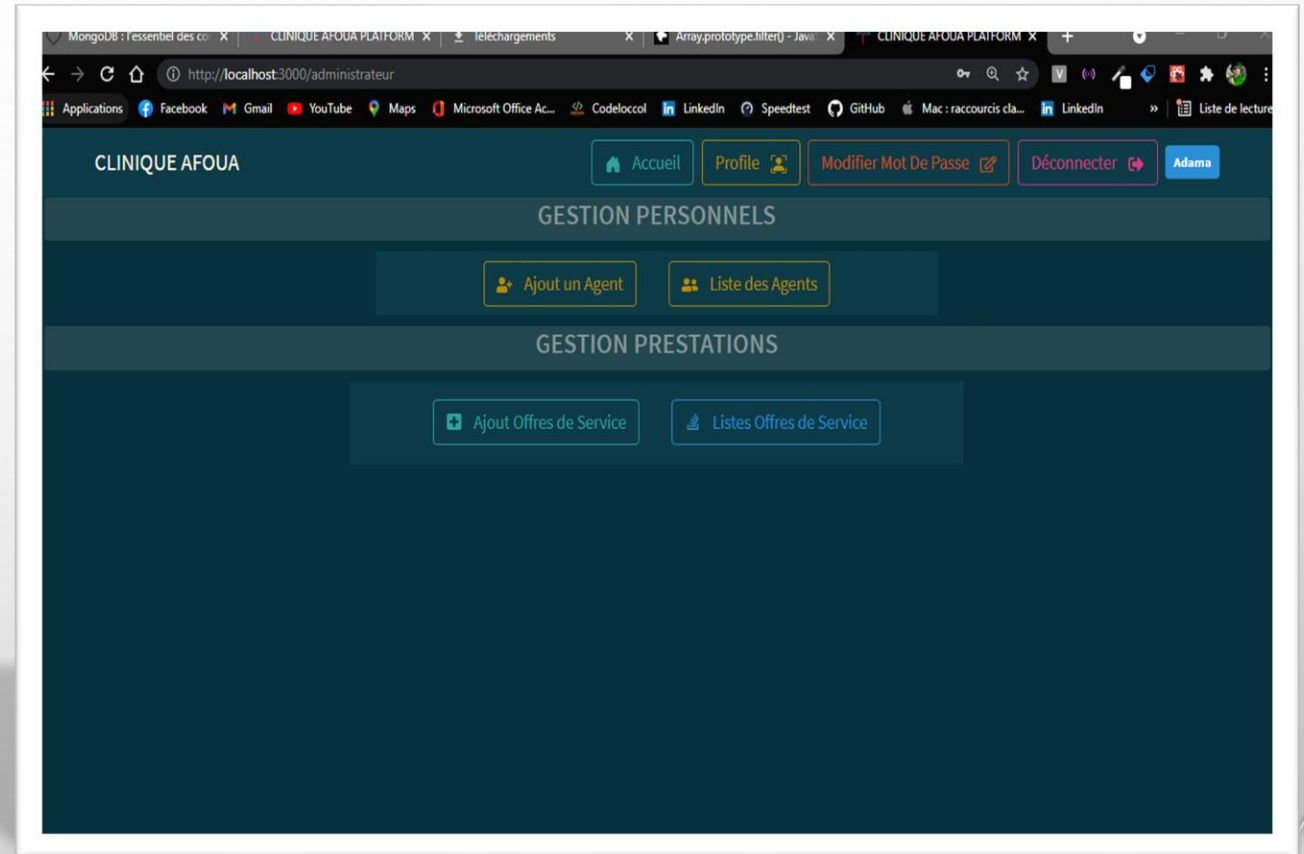 MongoDB : l'essentiel des co
CLINIQUE AFOUA PLATFORM
Téléchargements
Array.prototype.filter() - Java
CLINIQUE AFOUA PLATFORM
http://localhost:3000/administrateur
Applications Facebook Gmail YouTube Maps Microsoft Office Ac... Codeloccol LinkedIn Speedtest GitHub Mac : raccourcis cla... LinkedIn » Liste de lecture
CLINIQUE AFOUA Accueil Profile Modifier Mot De Passe Déconnecter Adama
GESTION PERSONNELS
Ajout un Agent Liste des Agents
GESTION PRESTATIONS
Ajout Offres de Service Listes Offres de Service